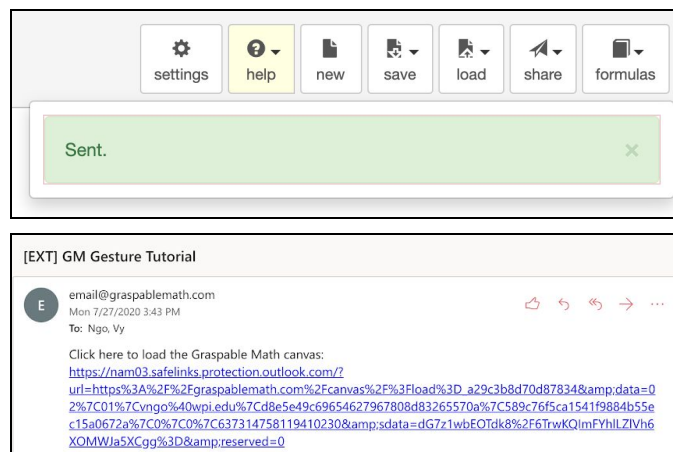 settings help new save load share formulas
Sent.
[EXT] GM Gesture Tutorial
E email@graspablemath.com
Mon 7/27/2020 3:43 PM
To: Ngo, Vy
Click here to load the Graspable Math canvas:
https://nam03.safelinks.protection.outlook.com/?
url=https%3A%2F%2Fgraspablemath.com%2Fcanvas%2F%3Fload%3D_a29c3b8d70d87834&amp;data=0
2%7C01%7Cvngo%40wpi.edu%7Cd8e5e49c69654627967808d83265570a%7C589c76f5ca1541f9884b55e
c15a0672a%7C0%7C0%7C637314758119410230&amp;sdata=dG7z1wbEOTdk8%2F6TrwKQImFYhILZlVh6
XOMWJa5XCgg%3D&amp;reserved=0